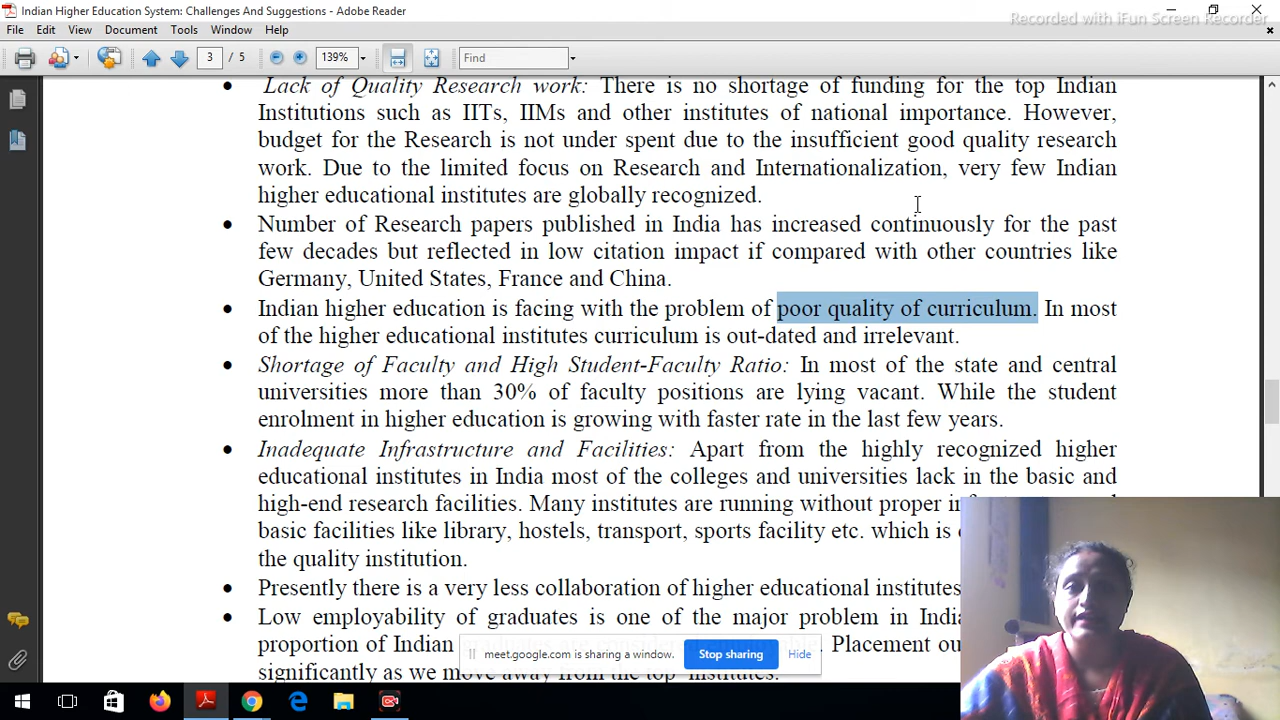 Indian Higher Education System: Challenges And Suggestions - Adobe Reader
Recorded with iFun Screen Recorder
File Edit View Document Tools Window Help
3 / 5 139% Find
• Lack of Quality Research work: There is no shortage of funding for the top Indian
Institutions such as IITs, IIMs and other institutes of national importance. However,
budget for the Research is not under spent due to the insufficient good quality research
work. Due to the limited focus on Research and Internationalization, very few Indian
higher educational institutes are globally recognized.
• Number of Research papers published in India has increased continuously for the past
few decades but reflected in low citation impact if compared with other countries like
Germany, United States, France and China.
• Indian higher education is facing with the problem of poor quality of curriculum. In most
of the higher educational institutes curriculum is out-dated and irrelevant.
• Shortage of Faculty and High Student-Faculty Ratio: In most of the state and central
universities more than 30% of faculty positions are lying vacant. While the student
enrolment in higher education is growing with faster rate in the last few years.
• Inadequate Infrastructure and Facilities: Apart from the highly recognized higher
educational institutes in India most of the colleges and universities lack in the basic and
high-end research facilities. Many institutes are running without proper
basic facilities like library, hostels, transport, sports facility etc. which is
the quality institution.
• Presently there is a very less collaboration of higher educational institutes
• Low employability of graduates is one of the major problem in
proportion of Indian
Placement
significantly as we move away from the top institutes.
meet.google.com is sharing a window. Stop sharing Hide